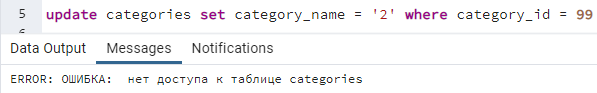 5 update categories set category_name = '2' where category_id = 99
Data Output Messages Notifications
ERROR: ОШИБКА: нет доступа к таблице categories